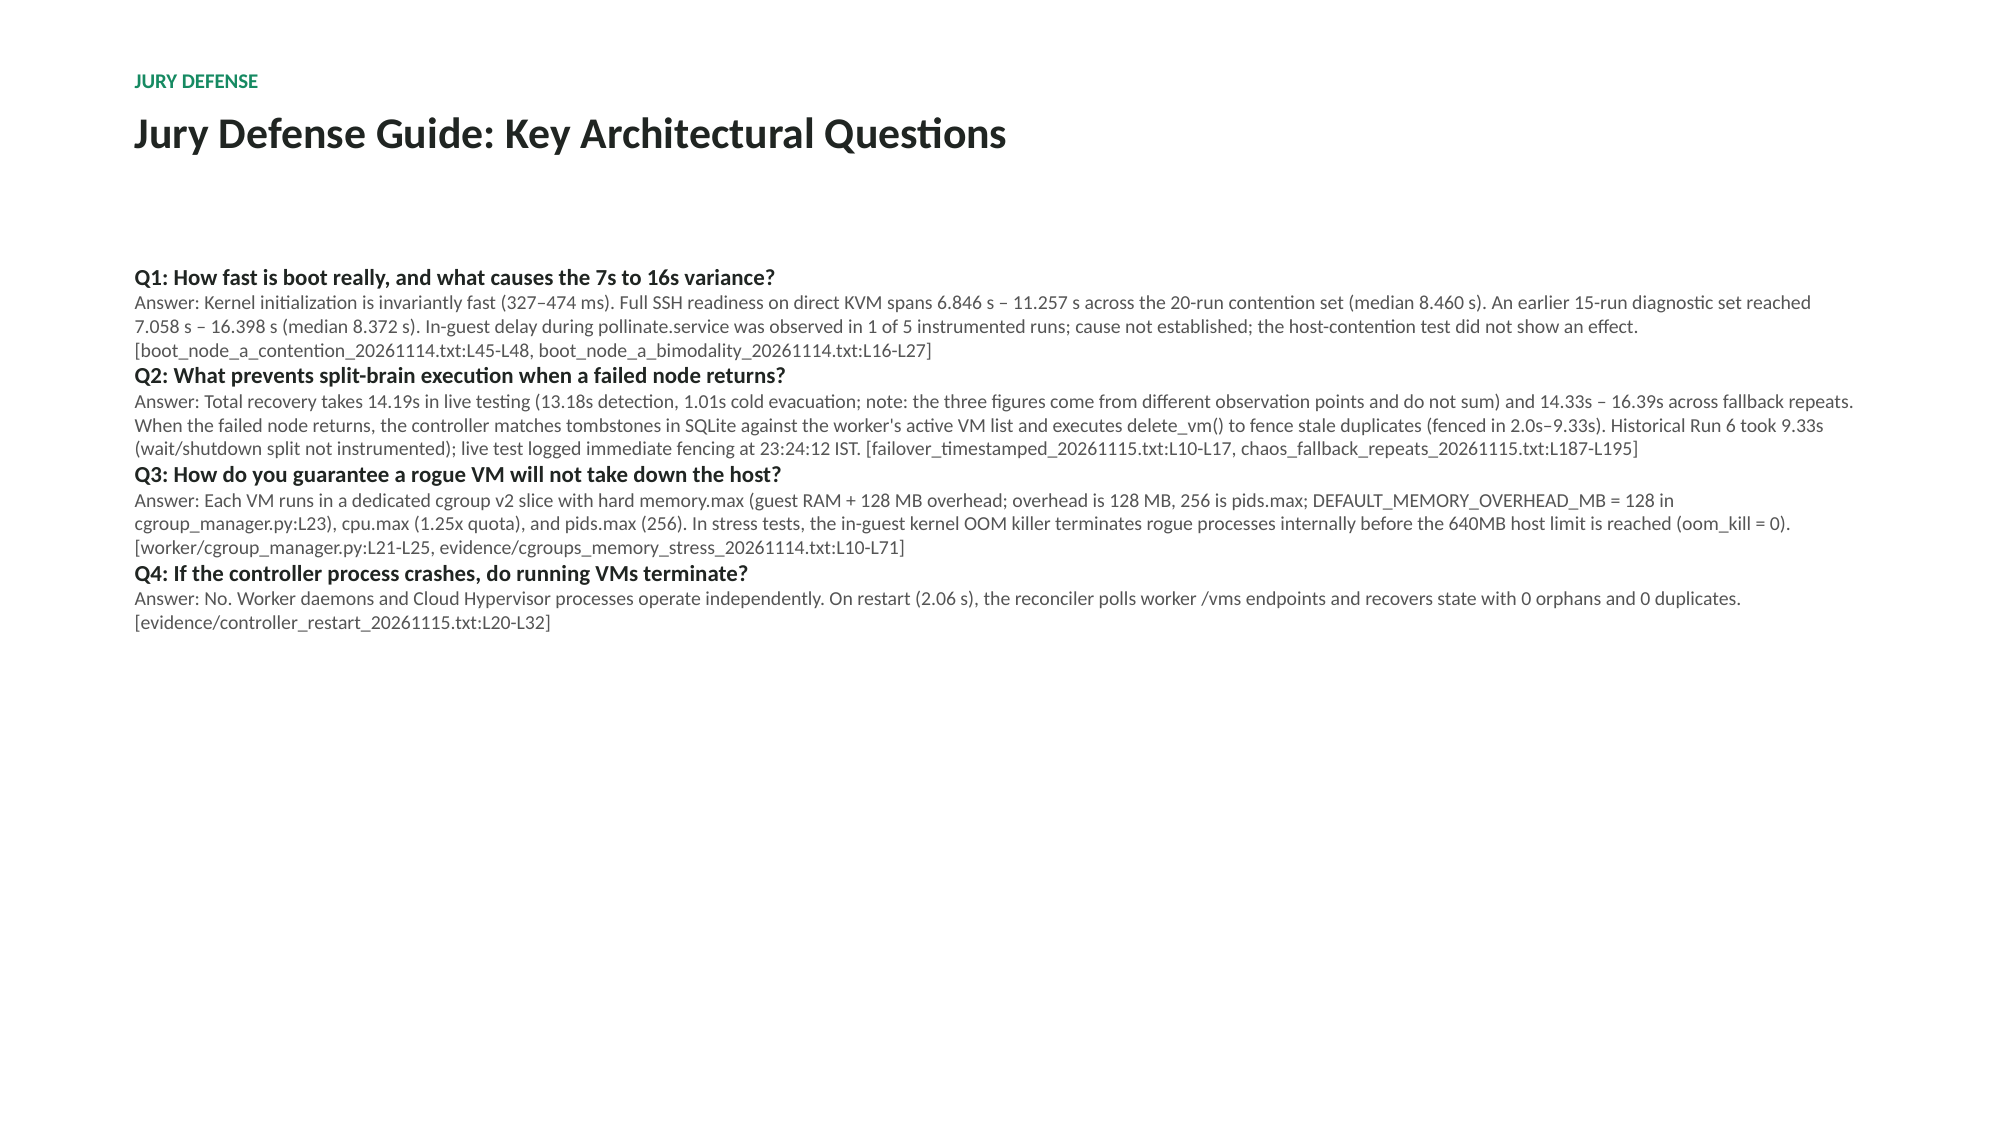 JURY DEFENSE
Jury Defense Guide: Key Architectural Questions
Q1: How fast is boot really, and what causes the 7s to 16s variance?
Answer: Kernel initialization is invariantly fast (327–474 ms). Full SSH readiness on direct KVM spans 6.846 s – 11.257 s across the 20-run contention set (median 8.460 s). An earlier 15-run diagnostic set reached
7.058 s – 16.398 s (median 8.372 s). In-guest delay during pollinate.service was observed in 1 of 5 instrumented runs; cause not established; the host-contention test did not show an effect.
[boot_node_a_contention_20261114.txt:L45-L48, boot_node_a_bimodality_20261114.txt:L16-L27]
Q2: What prevents split-brain execution when a failed node returns?
Answer: Total recovery takes 14.19s in live testing (13.18s detection, 1.01s cold evacuation; note: the three figures come from different observation points and do not sum) and 14.33s – 16.39s across fallback repeats.
When the failed node returns, the controller matches tombstones in SQLite against the worker's active VM list and executes delete_vm() to fence stale duplicates (fenced in 2.0s–9.33s). Historical Run 6 took 9.33s
(wait/shutdown split not instrumented); live test logged immediate fencing at 23:24:12 IST. [failover_timestamped_20261115.txt:L10-L17, chaos_fallback_repeats_20261115.txt:L187-L195]
Q3: How do you guarantee a rogue VM will not take down the host?
Answer: Each VM runs in a dedicated cgroup v2 slice with hard memory.max (guest RAM + 128 MB overhead; overhead is 128 MB, 256 is pids.max; DEFAULT_MEMORY_OVERHEAD_MB = 128 in
cgroup_manager.py:L23), cpu.max (1.25x quota), and pids.max (256). In stress tests, the in-guest kernel OOM killer terminates rogue processes internally before the 640MB host limit is reached (oom_kill = 0).
[worker/cgroup_manager.py:L21-L25, evidence/cgroups_memory_stress_20261114.txt:L10-L71]
Q4: If the controller process crashes, do running VMs terminate?
Answer: No. Worker daemons and Cloud Hypervisor processes operate independently. On restart (2.06 s), the reconciler polls worker /vms endpoints and recovers state with 0 orphans and 0 duplicates.
[evidence/controller_restart_20261115.txt:L20-L32]